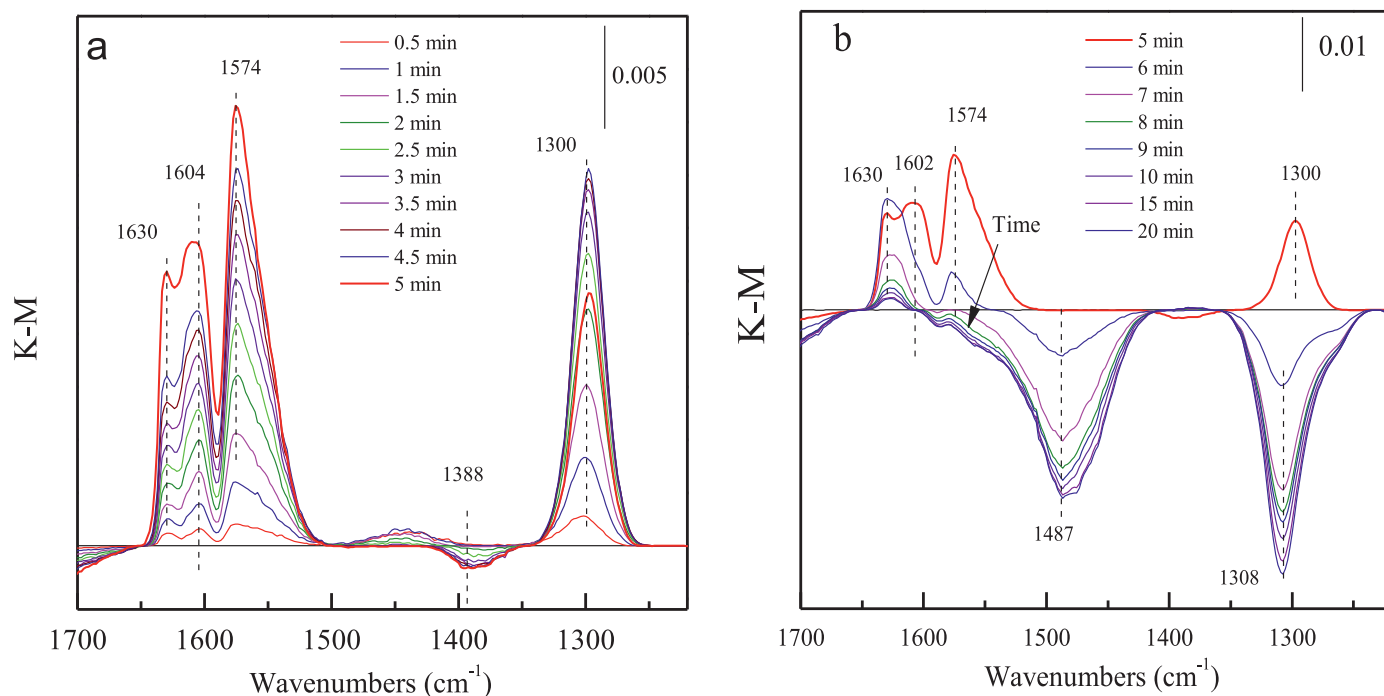 a
0.5 min
1 min
1.5 min
2 min
2.5 min
3 min
3.5 min
4 min
4.5 min
5 min
0.005
1574
1604
1630
1300
1388
K-M
1700
1600
1500
1400
1300
Wavenumbers (cm-1)
b
5 min
6 min
7 min
8 min
9 min
10 min
15 min
20 min
0.01
1574
1630
1602
1300
Time
1487
1308
K-M
1700
1600
1500
1400
1300
Wavenumbers (cm-1)